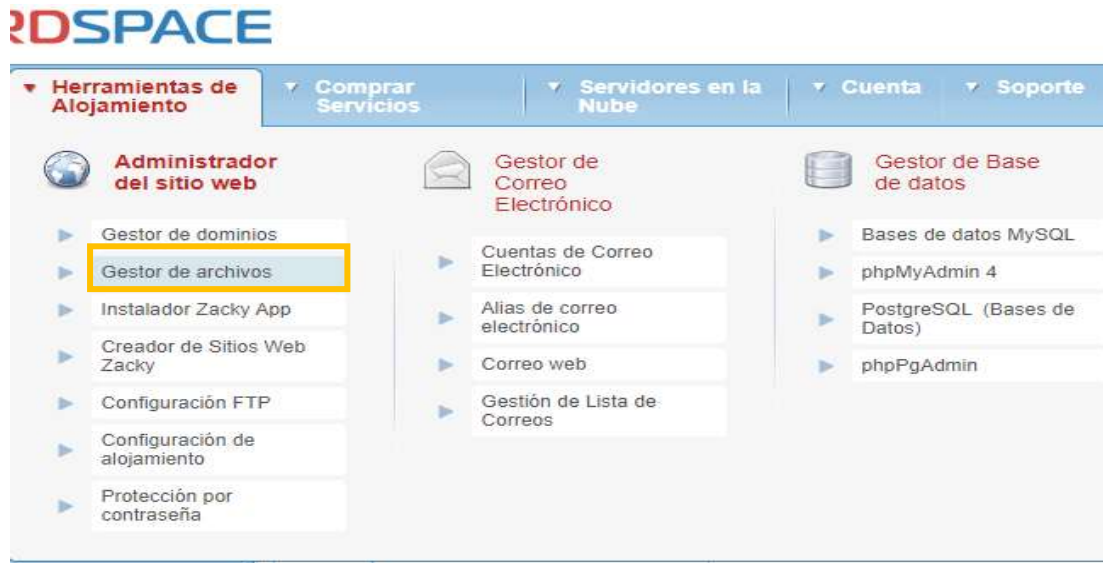 RDSPACE
Herramientas de
Alojamiento
Comprar
Servicios
Servidores en la
Nube
Cuenta
Soporte
Administrador
del sitio web
Gestor de dominios
Gestor de archivos
Instalador Zacky App
Creador de Sitios Web
Zacky
Configuración FTP
Configuración de
alojamiento
Protección por
contraseña
Gestor de
Correo
Electrónico
Cuentas de Correo
Electrónico
Alias de correo
electrónico
Correo web
Gestión de Lista de
Correos
Gestor de Base
de datos
Bases de datos MySQL
phpMyAdmin 4
PostgreSQL (Bases de
Datos)
phpPgAdmin